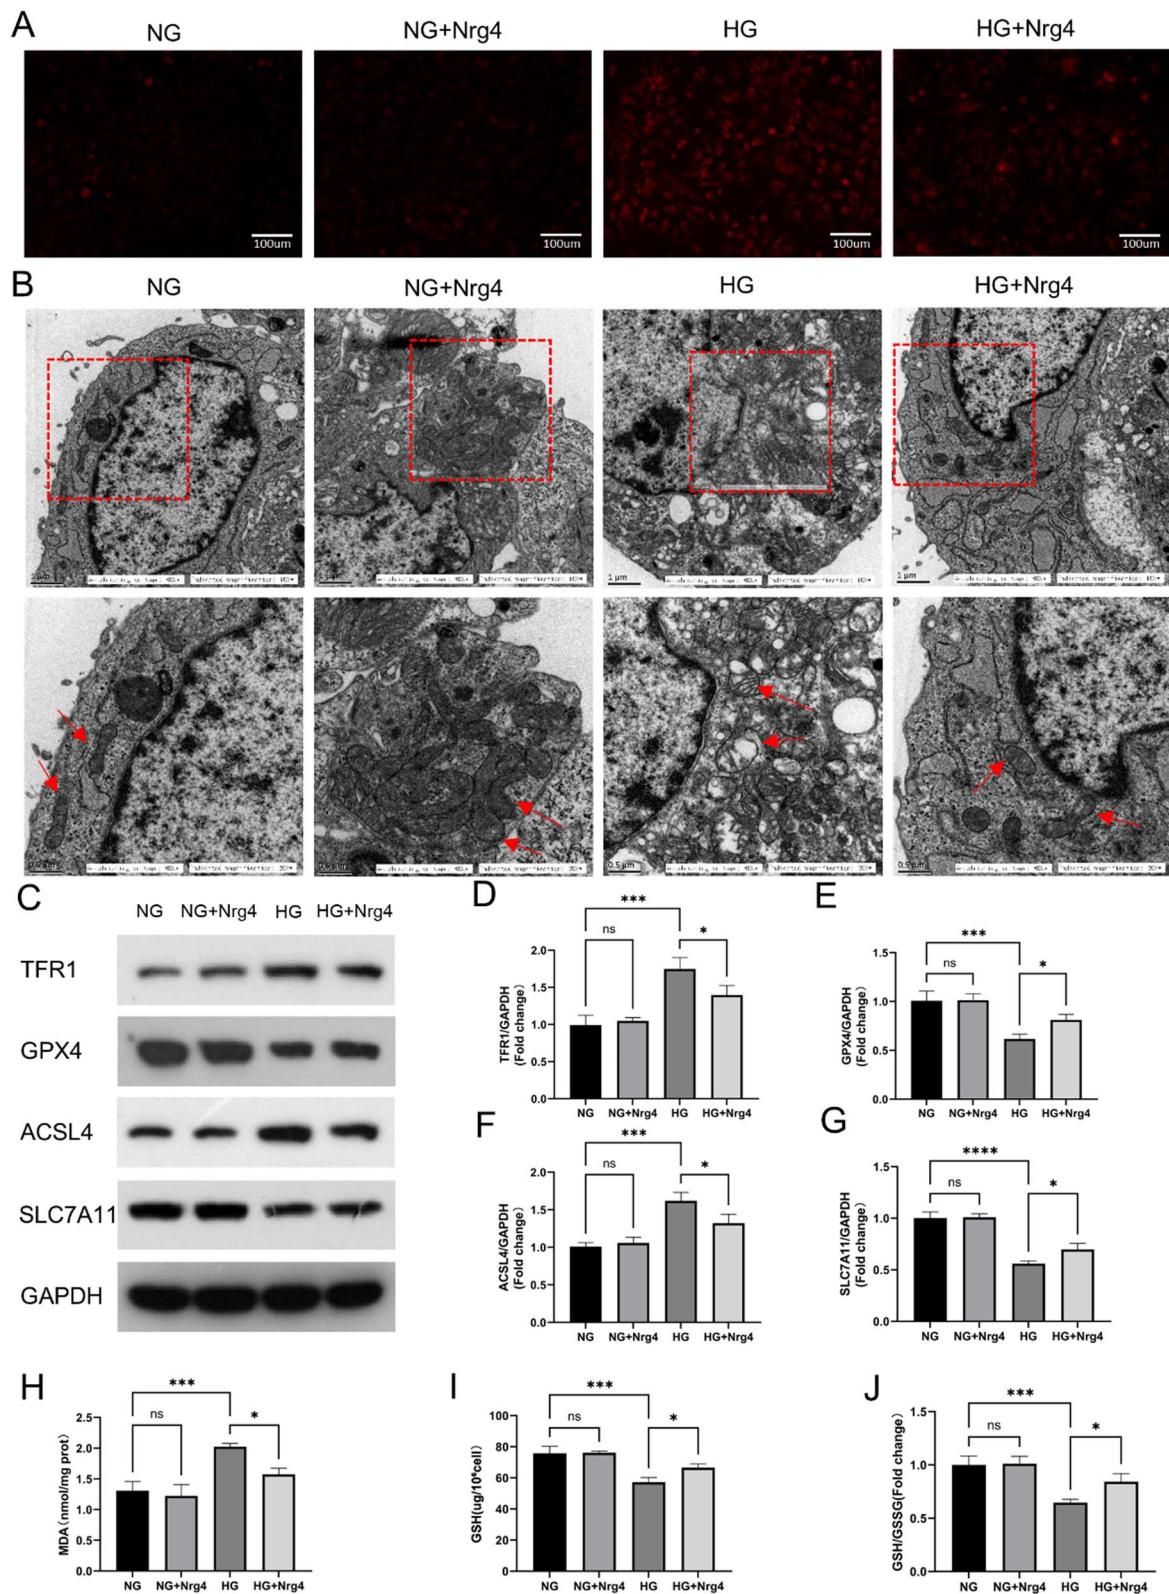 A
NG
NG+Nrg4
HG
HG+Nrg4
100um
100um
100um
100um
B
NG
NG+Nrg4
HG
HG+Nrg4
1 µm
1 µm
1 µm
0.5 µm
0.5 µm
C
NG
NG+Nrg4
HG
HG+Nrg4
TFR1
GPX4
ACSL4
SLC7A11
GAPDH
D
***
ns
*
TFR1/GAPDH
(Fold change)
2.0
1.5
1.0
0.5
0.0
NG
NG+Nrg4
HG
HG+Nrg4
E
***
ns
*
GPX4/GAPDH
(Fold change)
1.5
1.0
0.5
0.0
NG
NG+Nrg4
HG
HG+Nrg4
F
***
ns
*
ACSL4/GAPDH
(Fold change)
2.0
1.5
1.0
0.5
0.0
NG
NG+Nrg4
HG
HG+Nrg4
G
****
ns
*
SLC7A11/GAPDH
(Fold change)
1.5
1.0
0.5
0.0
NG
NG+Nrg4
HG
HG+Nrg4
H
***
ns
*
MDA（nmol/mg prot)
2.5
2.0
1.5
1.0
0.5
0.0
NG
NG+Nrg4
HG
HG+Nrg4
I
***
ns
*
GSH(ug/10⁶cell）
100
80
60
40
20
0
NG
NG+Nrg4
HG
HG+Nrg4
J
***
ns
*
GSH/GSSG(Fold change）
1.5
1.0
0.5
0.0
NG
NG+Nrg4
HG
HG+Nrg4